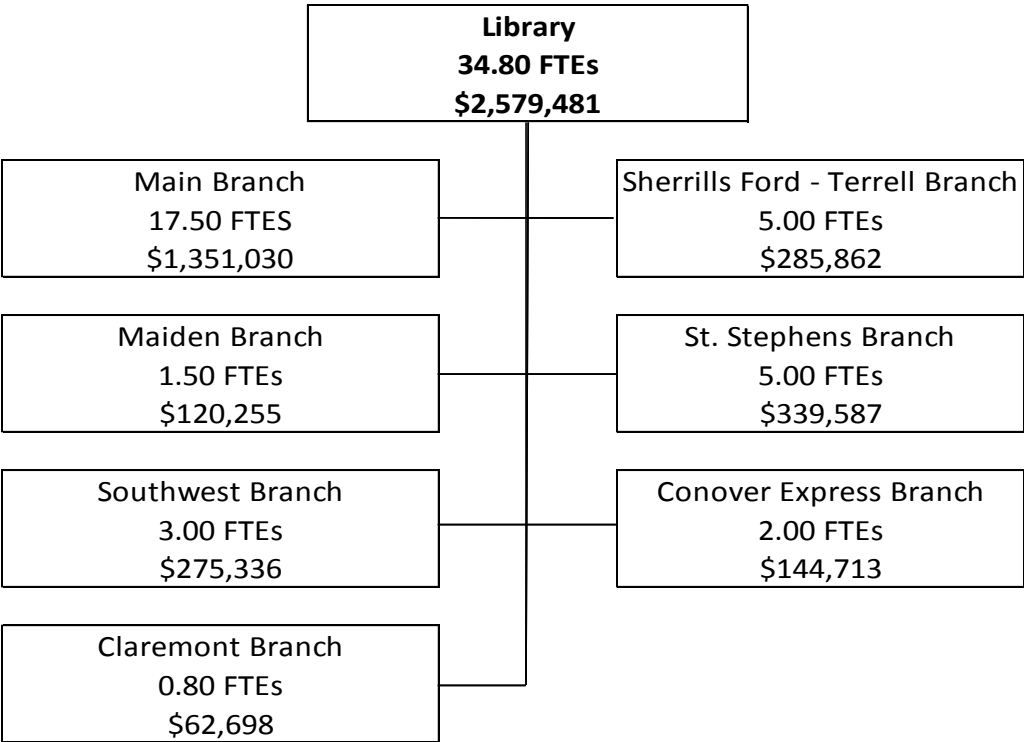 Library
34.80 FTEs
$2,579,481
Main Branch
17.50 FTES
$1,351,030
Sherrills Ford - Terrell Branch
5.00 FTEs
$285,862
Maiden Branch
1.50 FTEs
$120,255
St. Stephens Branch
5.00 FTEs
$339,587
Southwest Branch
3.00 FTEs
$275,336
Conover Express Branch
2.00 FTEs
$144,713
Claremont Branch
0.80 FTEs
$62,698